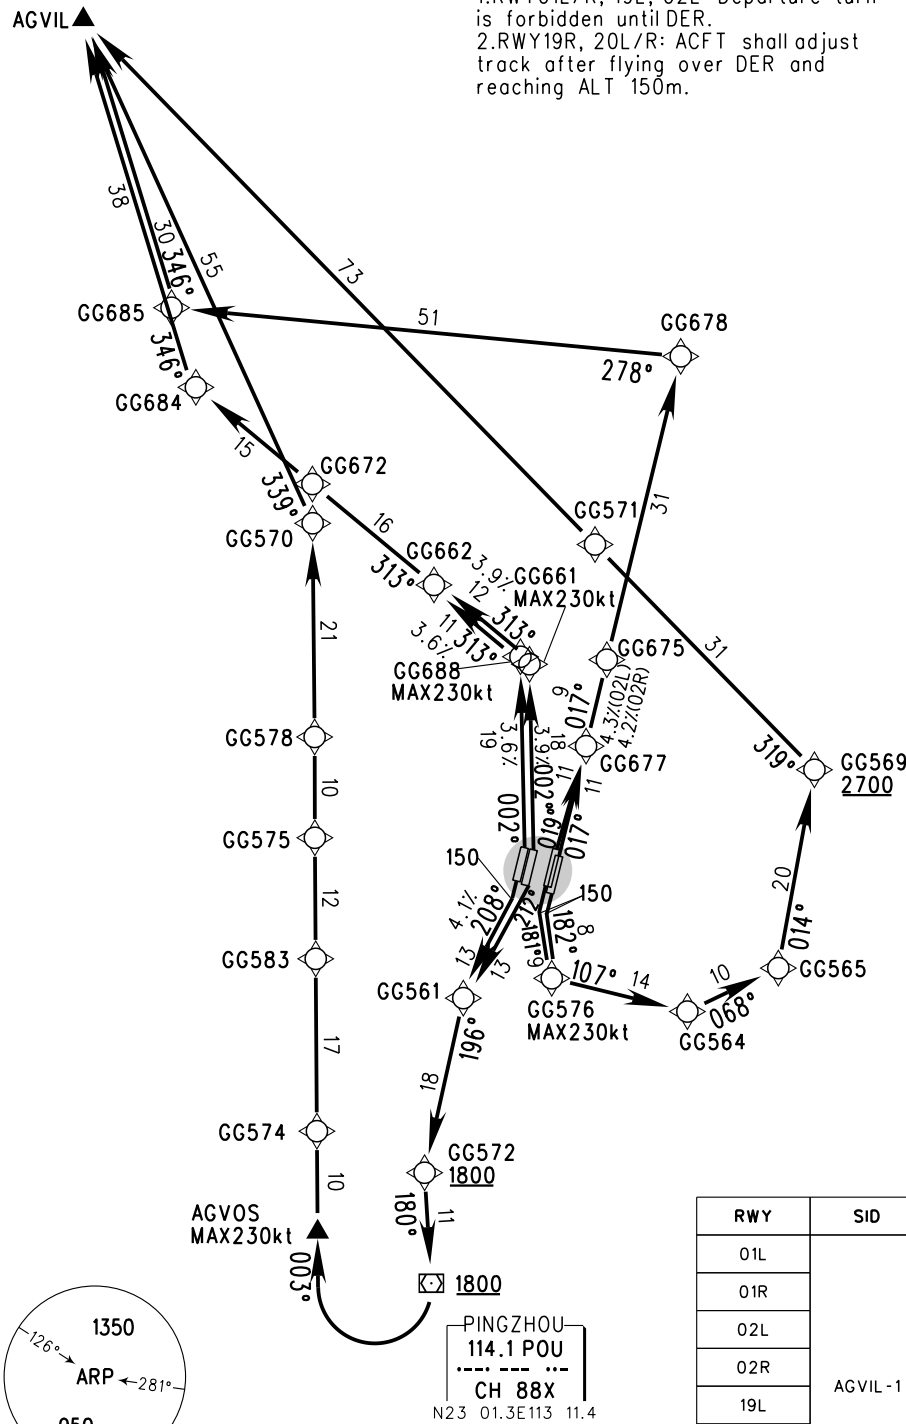 is forbidden until DER.
2.RWY19R, 20L/R: ACFT shall adjust
track after flying over DER and
reaching ALT 150m.
AGVIL
38
30
346°
55
73
GG685
51
GG678
278°
346°
GG684
15
GG672
339°
GG570
16
GG571
31
GG662
3.9%
313°
12
GG661
MAX230kt
313°
11
313°
3.6%
GG688
MAX230kt
GG675
31
21
9
017°
4.3%(02L)
4.2%(02R)
GG578
19
3.6%
3.9%
18
GG677
319°
GG569
2700
10
002°
002°
019°
11
11
017°
GG575
150
150
12
4.1%
208°
212°
181°
182°
8
9
20
014°
GG583
13
13
107°
14
10
GG565
GG561
GG576
MAX230kt
068°
GG564
196°
17
18
GG574
GG572
1800
10
180°
11
AGVOS
MAX230kt
003°
1800
PINGZHOU
114.1 POU
CH 88X
N23 01.3E113 11.4
1350
126°
ARP
281°
RWY SID
01L
01R
02L
02R
AGVIL-1
19L